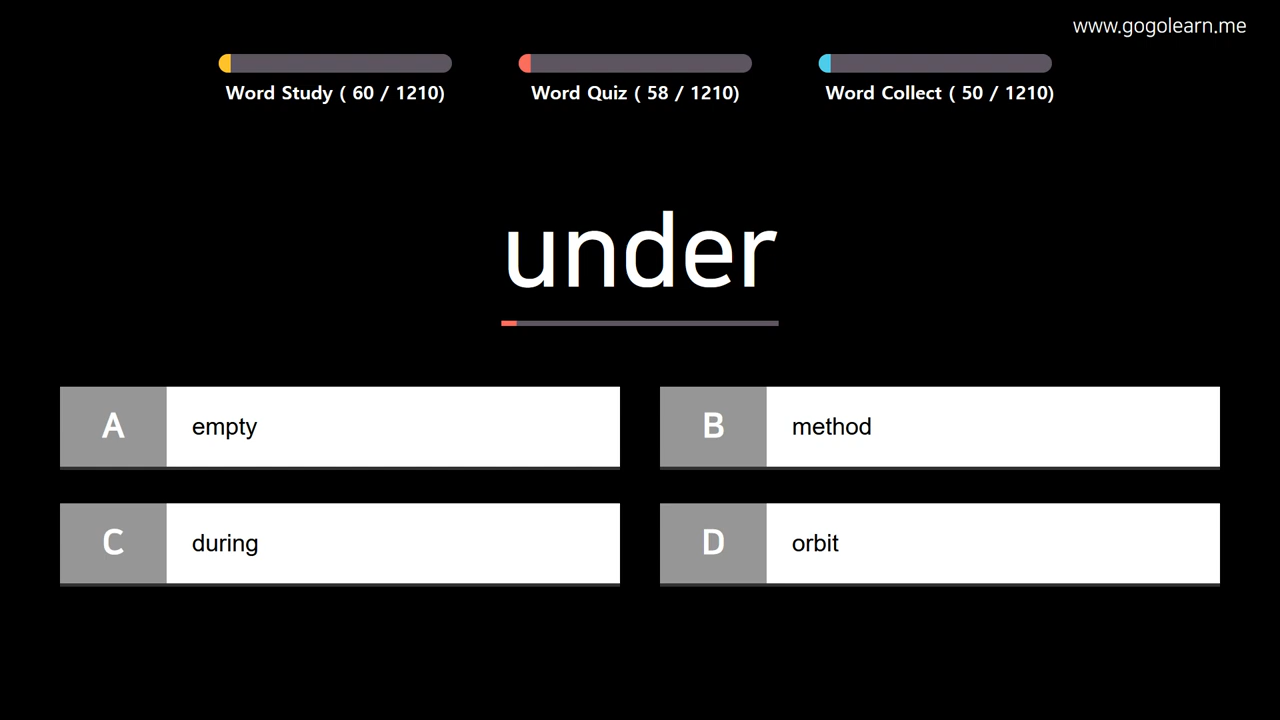 www.gogolearn.me
Word Study ( 60 / 1210)
Word Quiz ( 58 / 1210)
Word Collect ( 50 / 1210)
under
A empty
B method
C during
D orbit